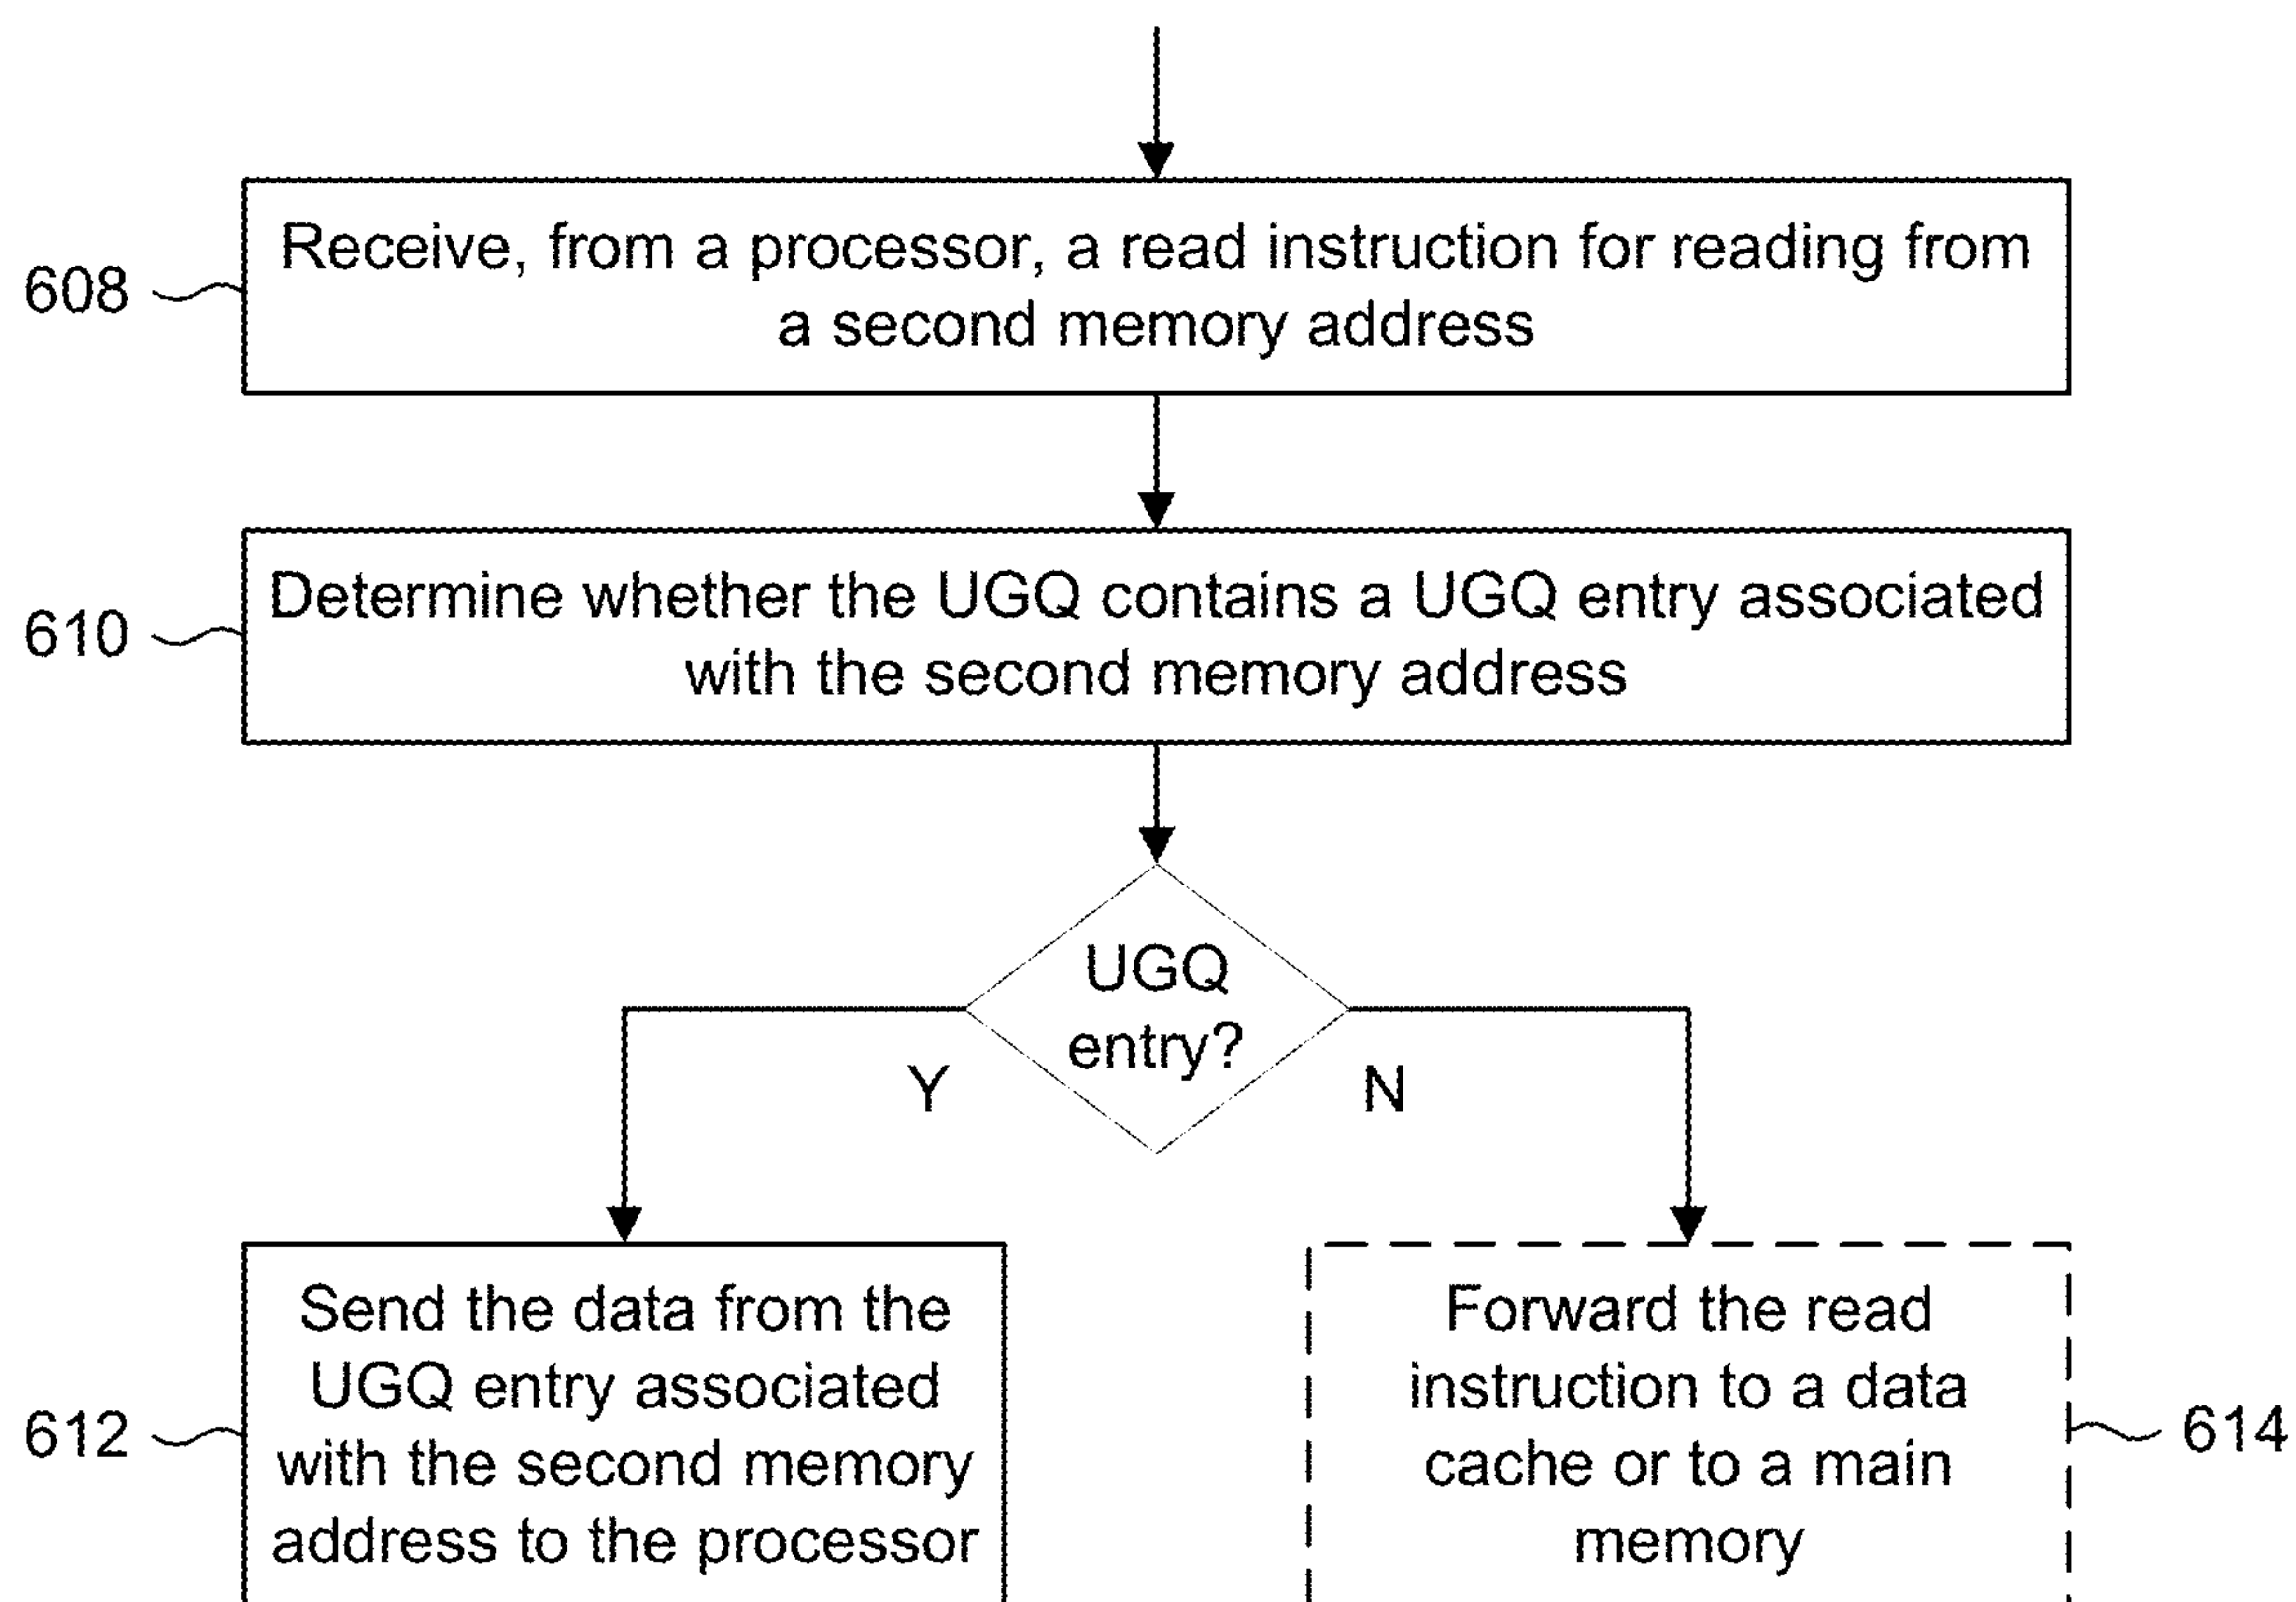 Receive, from a processor, a read instruction for reading from
a second memory address
608
Determine whether the UGQ contains a UGQ entry associated
with the second memory address
610
UGQ
entry?
Y
N
Send the data from the
UGQ entry associated
with the second memory
address to the processor
612
Forward the read
instruction to a data
cache or to a main
memory
614